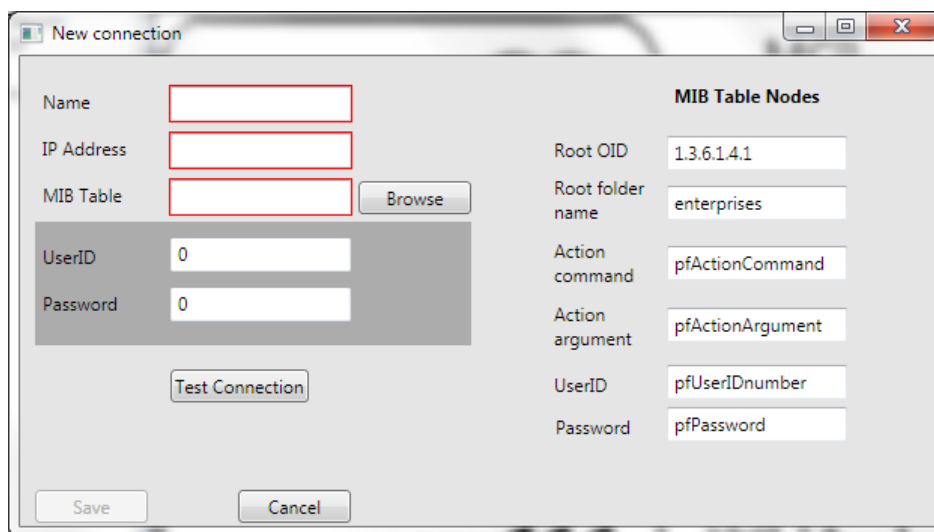 New connection
Name
IP Address
MIB Table
Browse
UserID
0
Password
0
Test Connection
Save
Cancel
MIB Table Nodes
Root OID
1.3.6.1.4.1
Root folder
name
enterprises
Action
command
pfActionCommand
Action
argument
pfActionArgument
UserID
pfUserIDnumber
Password
pfPassword